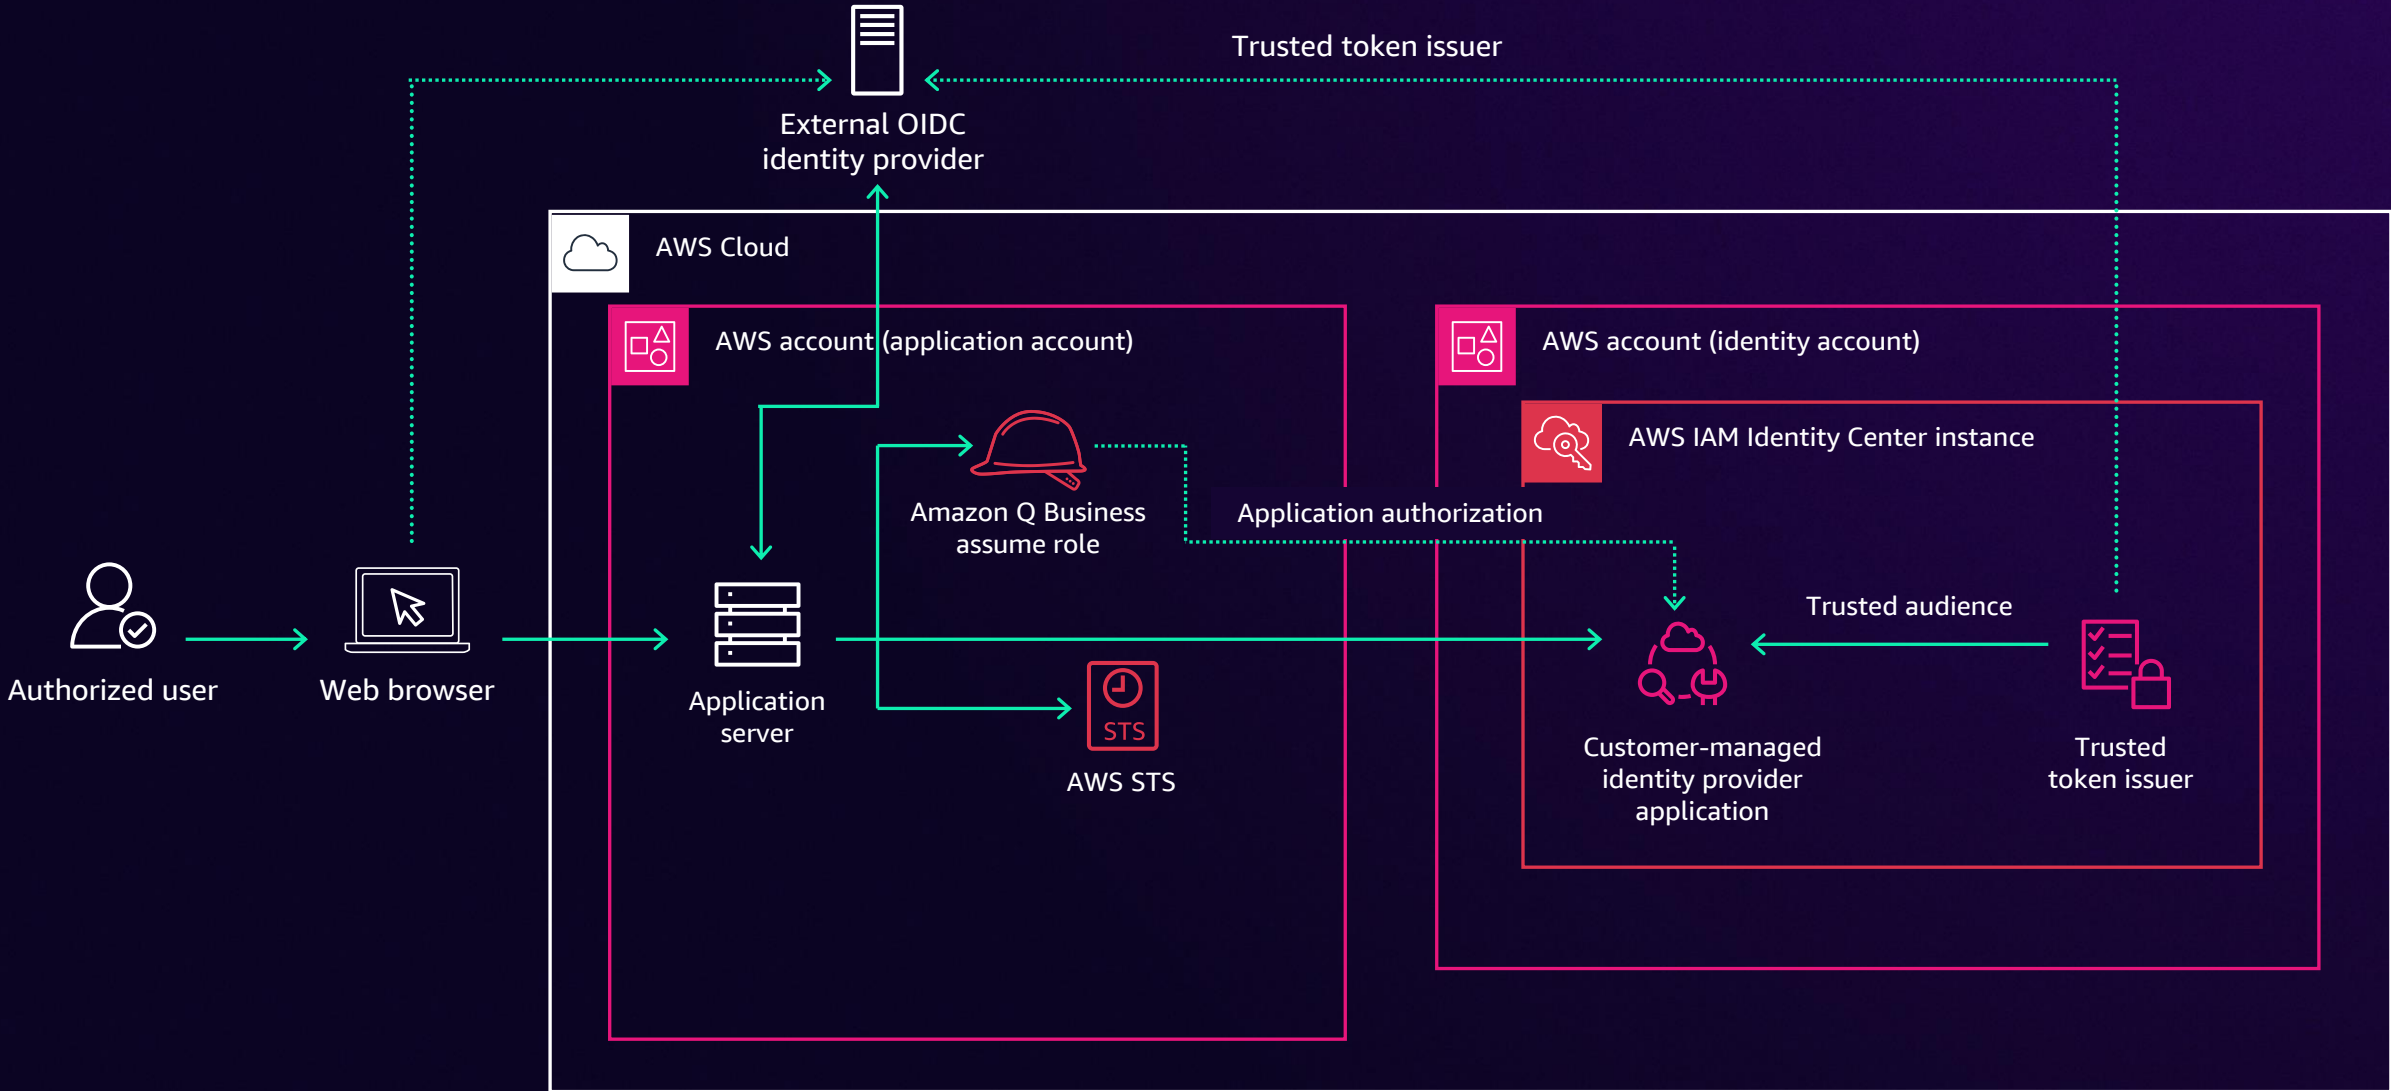 Trusted token issuer
External OIDC
identity provider
AWS Cloud
AWS account (application account)
AWS account (identity account)
AWS IAM Identity Center instance
Amazon Q Business
assume role
Application authorization
Trusted audience
Authorized user
Web browser
Application
server
STS
AWS STS
Customer-managed
identity provider
application
Trusted
token issuer